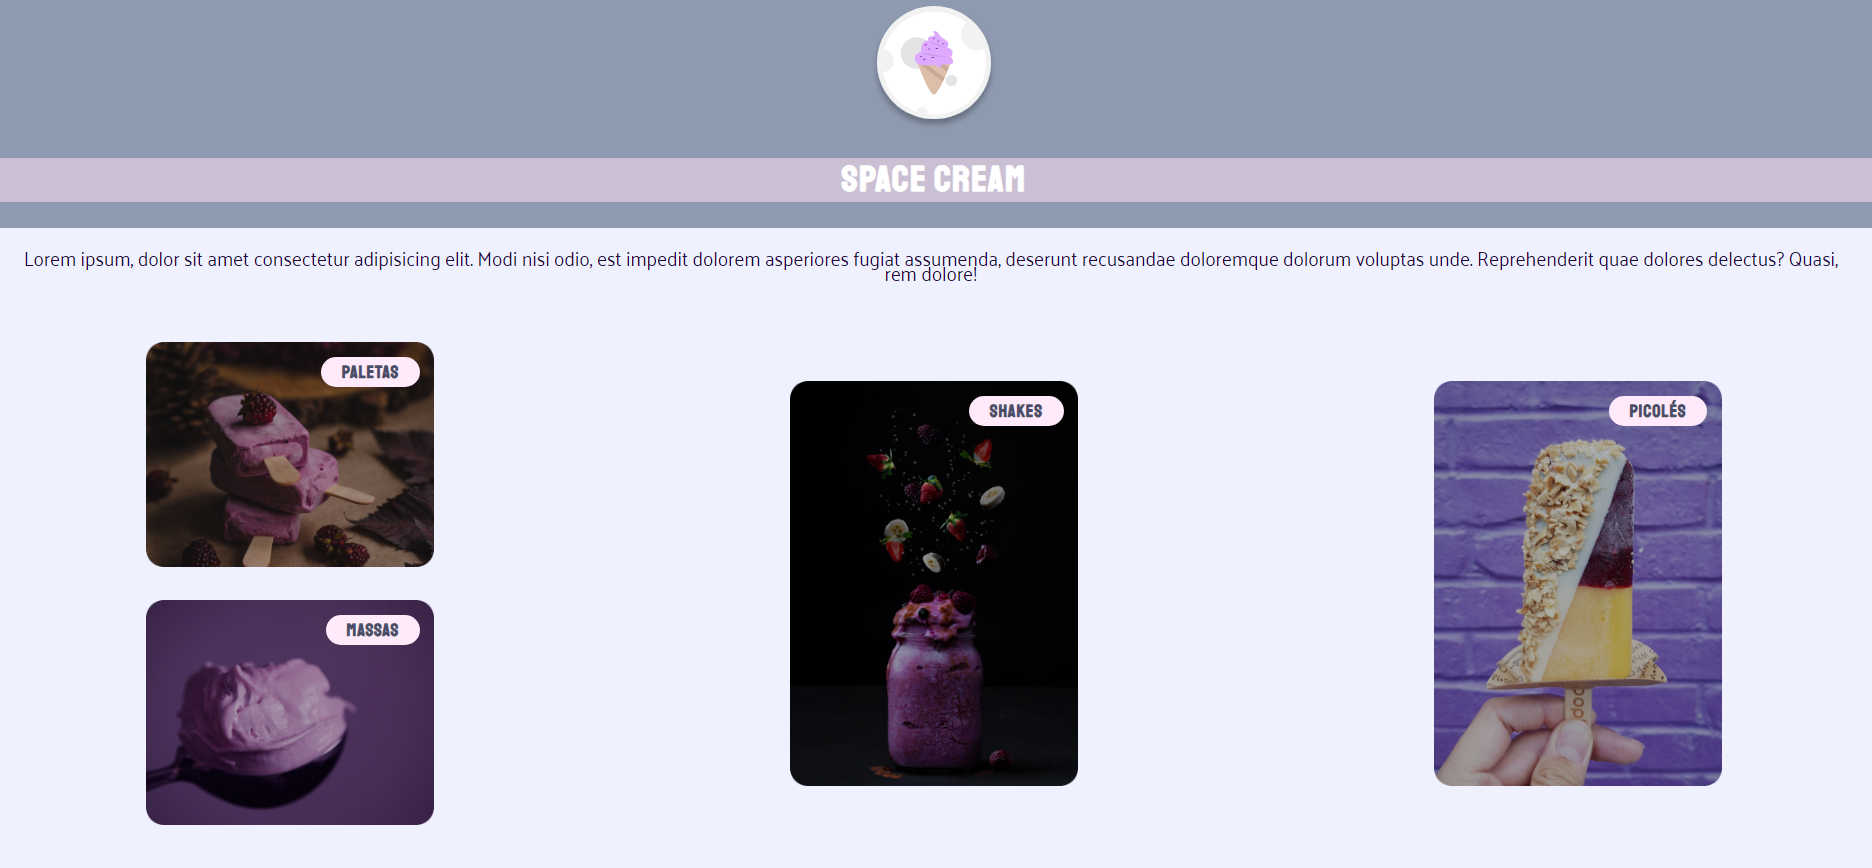 SPACE CREAM
Lorem ipsum, dolor sit amet consectetur adipisicing elit. Modi nisi odio, est impedit dolorem asperiores fugiat assumenda, deserunt recusandae doloremque dolorum voluptas unde. Reprehenderit quae dolores delectus? Quasi,
rem dolore!
PALETAS
SHAKES
PICOLÉS
MASSAS